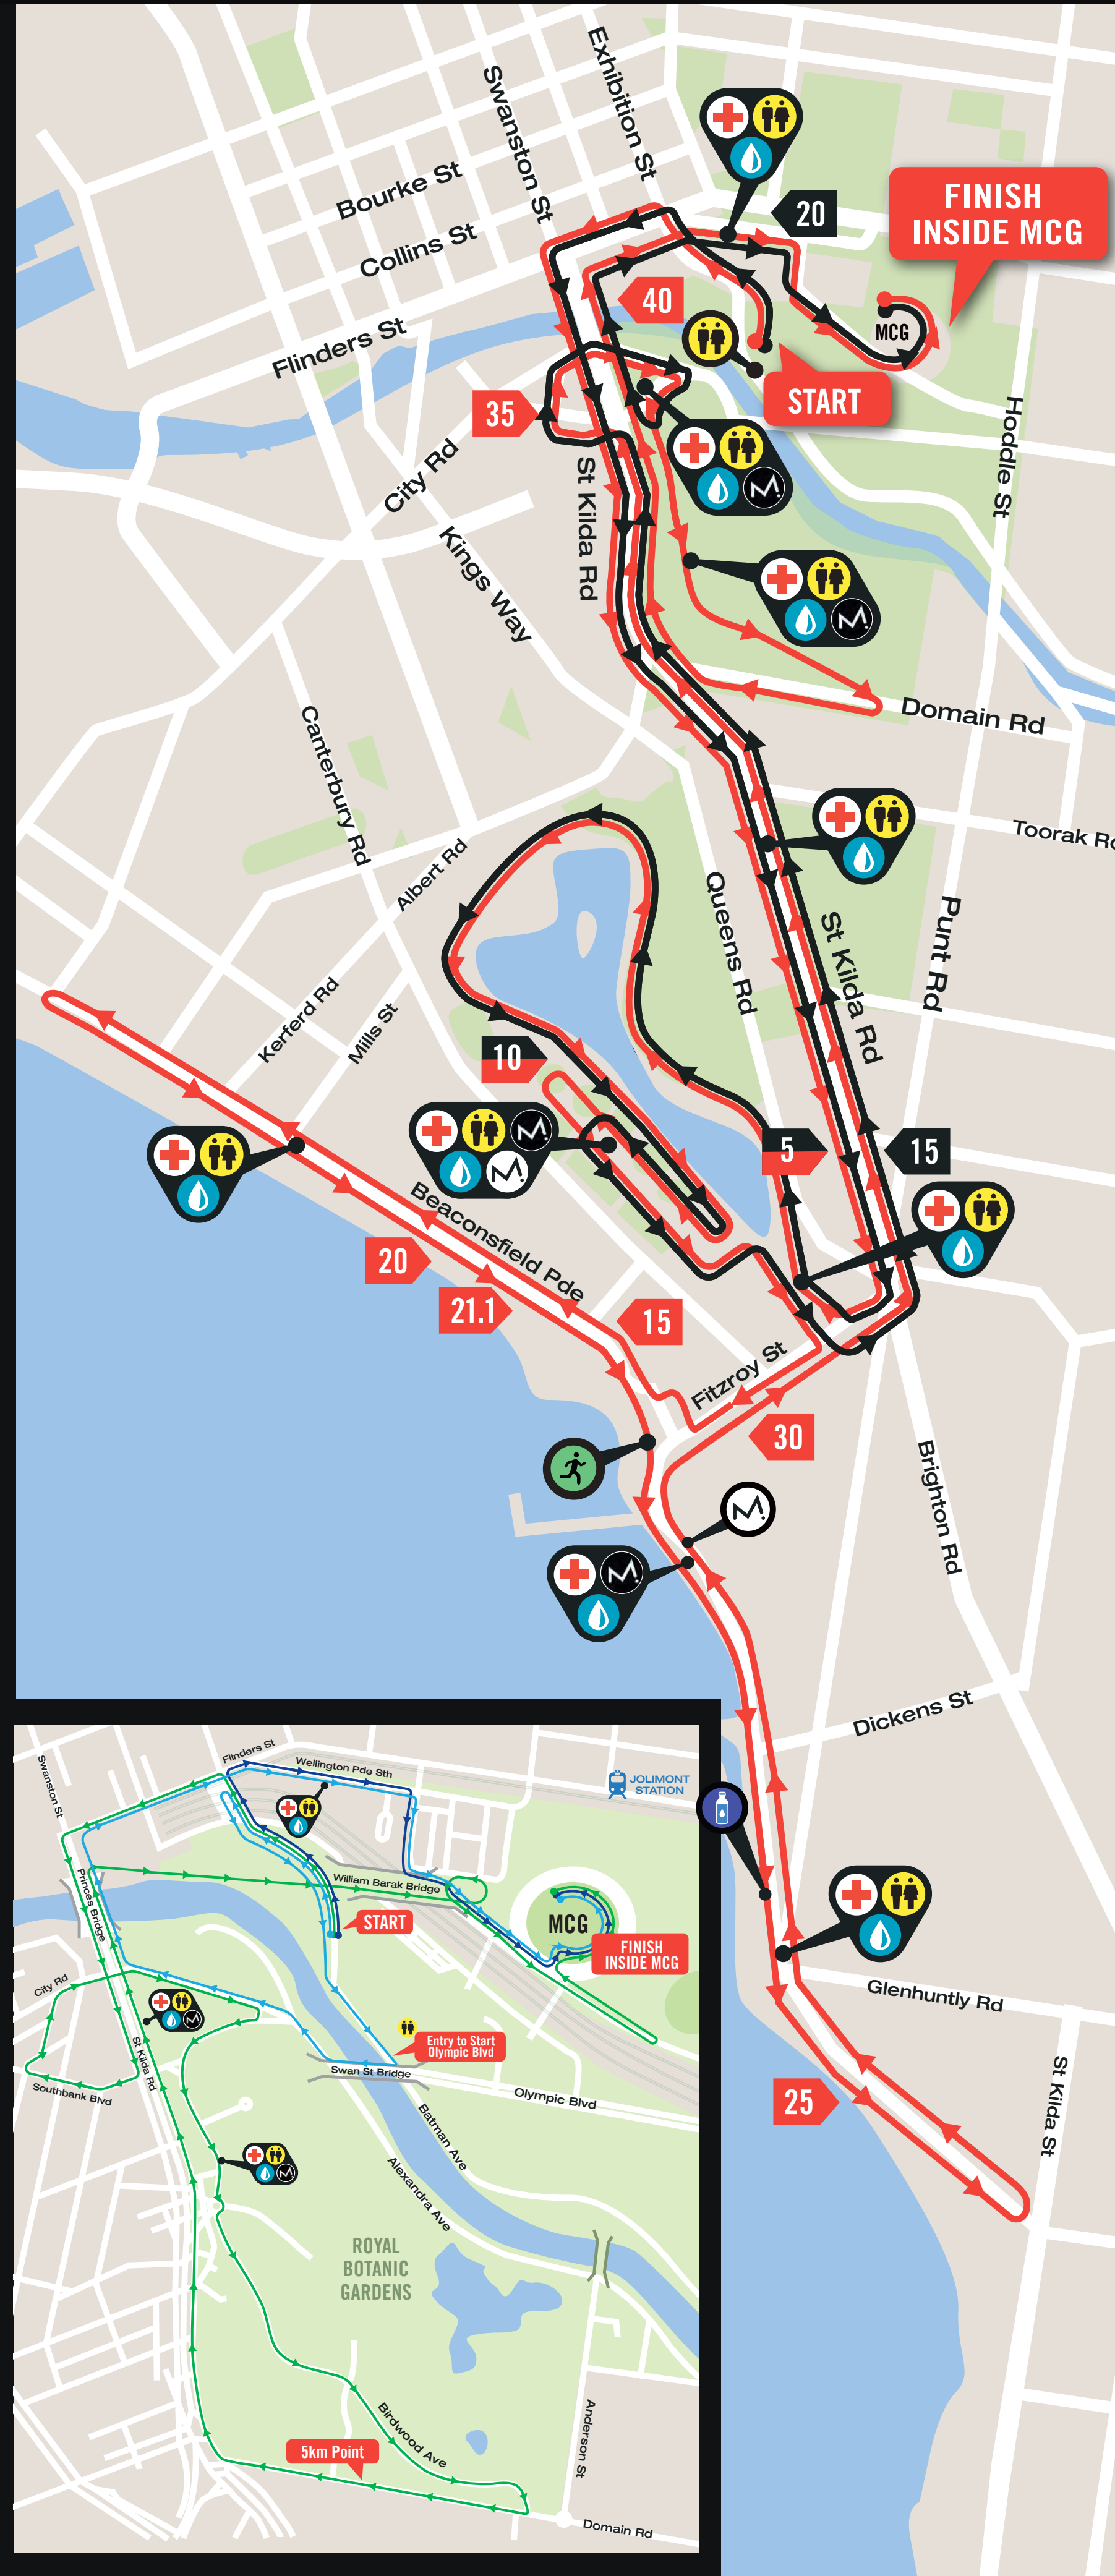 Exhibition St
Swanston St
Bourke St
Collins St
Flinders St
20
FINISH
INSIDE MCG
40
MCG
START
35
City Rd
St Kilda Rd
Hoddle St
Kings Way
Domain Rd
Canterbury Rd
Toorak
Albert Rd
Queens Rd
St Kilda Rd
Punt Rd
Kerferd Rd
Mills St
10
5
15
Beaconsfield Pde
20
21.1
15
Fitzroy St
30
Brighton Rd
Dickens St
Glenhuntly Rd
25
St Kilda St
Swanston St
Flinders St
Wellington Pde Sth
JOLIMONT
STATION
Princes Bridge
William Barak Bridge
START
MCG
FINISH
INSIDE MCG
City Rd
St Kilda Rd
Entry to Start
Olympic Blvd
Swan St Bridge
Southbank Blvd
Olympic Blvd
Batman Ave
Alexandra Ave
ROYAL
BOTANIC
GARDENS
Birdwood Ave
Anderson St
5km Point
Domain Rd